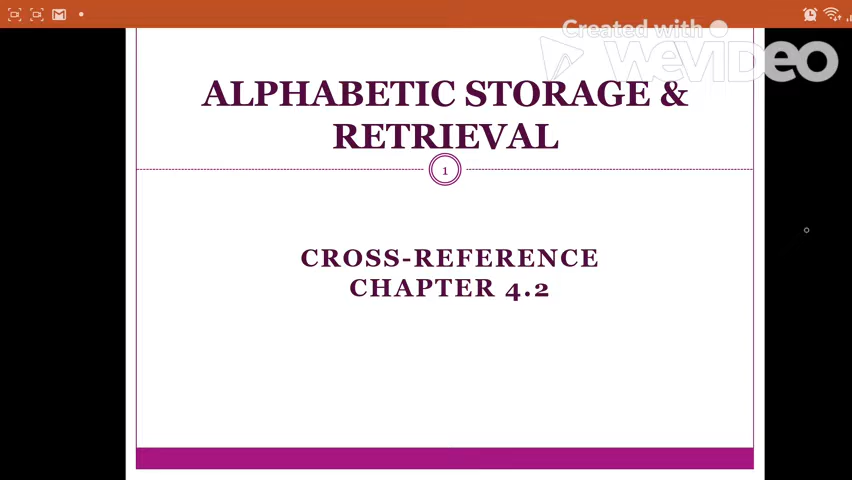 Created with
WeVideo
ALPHABETIC STORAGE &
RETRIEVAL
1
CROSS-REFERENCE
CHAPTER 4.2